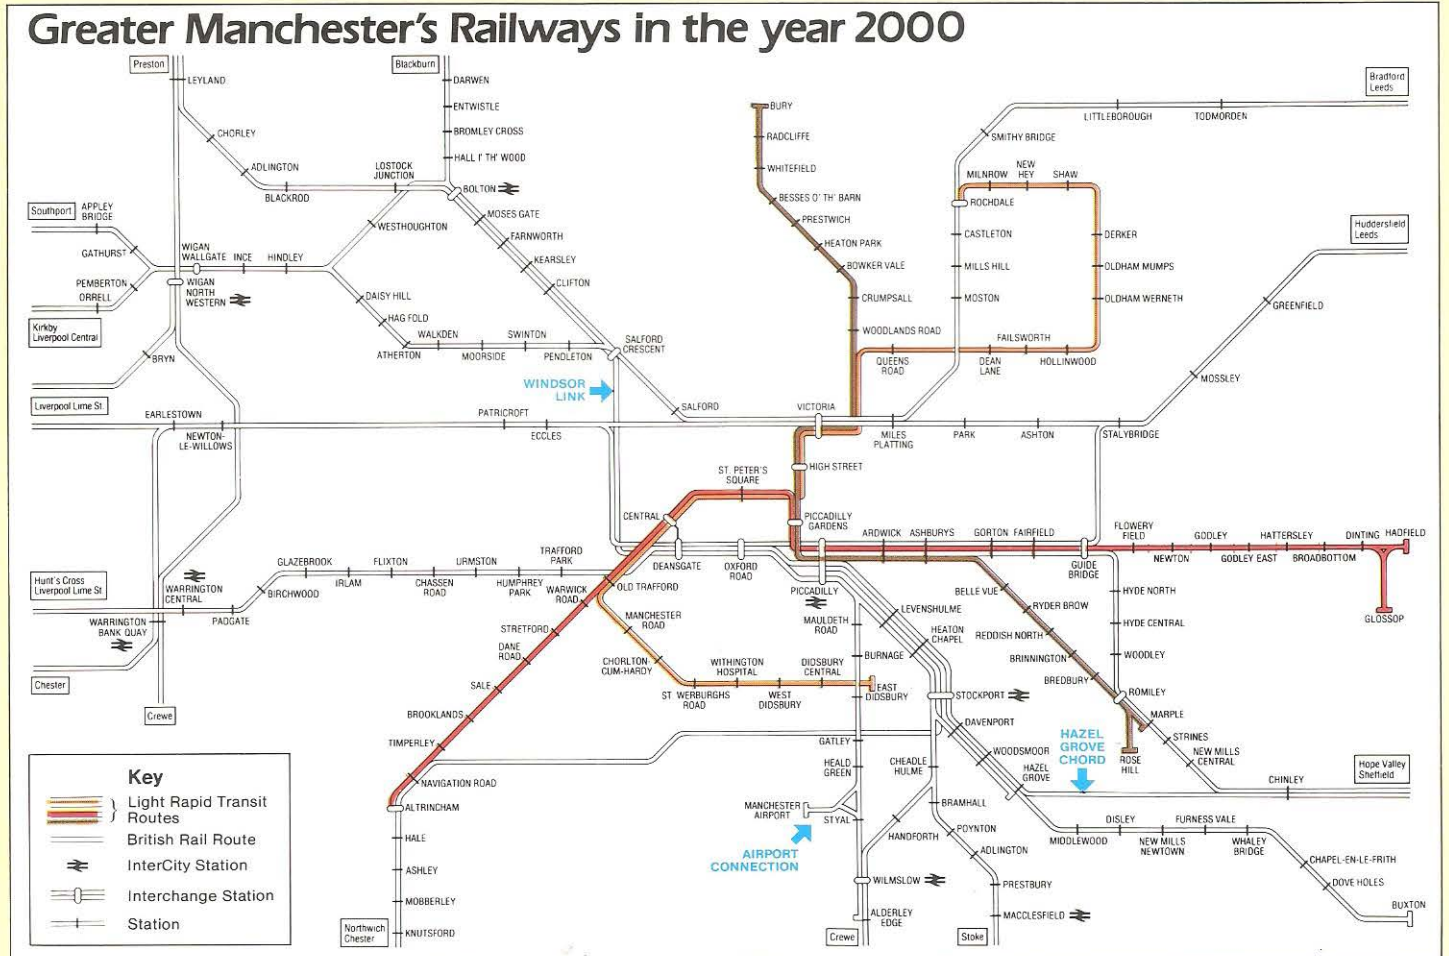 Greater Manchester's Railways in the year 2000
Preston
LEYLAND
CHORLEY
ADLINGTON
BLACKROD
LOSTOCK
JUNCTION
Blackburn
DARWEN
ENTWISTLE
BROMLEY CROSS
HALL I' TH' WOOD
BOLTON
MOSES GATE
FARNWORTH
KEARSLEY
CLIFTON
WESTHOUGHTON
Southport
APPLEY
BRIDGE
GATHURST
PEMBERTON
ORRELL
Kirkby
Liverpool Central
WIGAN
WALLGATE
INCE
HINDLEY
WIGAN
NORTH
WESTERN
DAISY HILL
HAG FOLD
ATHERTON
WALKDEN
MOORSIDE
SWINTON
PENDLETON
SALFORD
CRESCENT
BRYN
Liverpool Lime St.
WINDSOR
LINK
SALFORD
EARLESTOWN
NEWTON-
LE-WILLOWS
PATRICROFT
ECCLES
VICTORIA
MILES
PLATTING
PARK
ASHTON
STALYBRIDGE
BURY
RADCLIFFE
WHITEFIELD
BESSES O' TH' BARN
PRESTWICH
HEATON PARK
BOWKER VALE
CRUMPSALL
WOODLANDS ROAD
QUEENS
ROAD
DEAN
LANE
FAILSWORTH
HOLLINWOOD
OLDHAM WERNETH
OLDHAM MUMPS
DERKER
SHAW
NEW
HEY
MILNROW
ROCHDALE
CASTLETON
MILLS HILL
MOSTON
SMITHY BRIDGE
LITTLEBOROUGH
TODMORDEN
Bradford
Leeds
Huddersfield
Leeds
GREENFIELD
MOSSLEY
HIGH STREET
ST. PETER'S
SQUARE
CENTRAL
PICCADILLY
GARDENS
DEANSGATE
OXFORD
ROAD
PICCADILLY
ARDWICK
ASHBURYS
GORTON
FAIRFIELD
GUIDE
BRIDGE
FLOWERY
FIELD
NEWTON
GODLEY
GODLEY EAST
HATTERSLEY
BROADBOTTOM
DINTING
HADFIELD
GLOSSOP
Hunt's Cross
Liverpool Lime St
WARRINGTON
CENTRAL
PADGATE
BIRCHWOOD
GLAZEBROOK
IRLAM
FLIXTON
CHASSEN
ROAD
URMSTON
HUMPHREY
PARK
TRAFFORD
PARK
WARWICK
ROAD
OLD TRAFFORD
WARRINGTON
BANK QUAY
Chester
Crewe
STRETFORD
DANE
ROAD
SALE
BROOKLANDS
TIMPERLEY
NAVIGATION ROAD
ALTRINCHAM
HALE
ASHLEY
MOBBERLEY
KNUTSFORD
Northwich
Chester
MANCHESTER
ROAD
CHORLTON-
CUM-HARDY
ST WERBURGHS
ROAD
WITHINGTON
HOSPITAL
WEST
DIDSBURY
DIDSBURY
CENTRAL
EAST
DIDSBURY
MAULDETH
ROAD
BURNAGE
GATLEY
HEALD
GREEN
MANCHESTER
AIRPORT
STYAL
AIRPORT
CONNECTION
WILMSLOW
ALDERLEY
EDGE
Crewe
LEVENSHULME
HEATON
CHAPEL
STOCKPORT
DAVENPORT
WOODSMOOR
HAZEL
GROVE
CHEADLE
HULME
BRAMHALL
HANDFORTH
POYNTON
ADLINGTON
PRESTBURY
MACCLESFIELD
Stoke
BELLE VUE
RYDER BROW
REDDISH NORTH
BRINNINGTON
BREDBURY
HYDE NORTH
HYDE CENTRAL
WOODLEY
ROMILEY
MARPLE
ROSE
HILL
STRINES
NEW MILLS
CENTRAL
HAZEL
GROVE
CHORD
CHINLEY
Hope Valley
Sheffield
MIDDLEWOOD
DISLEY
NEW MILLS
NEWTOWN
FURNESS VALE
WHALEY
BRIDGE
CHAPEL-EN-LE-FRITH
DOVE HOLES
BUXTON
Key
Light Rapid Transit
Routes
British Rail Route
InterCity Station
Interchange Station
Station